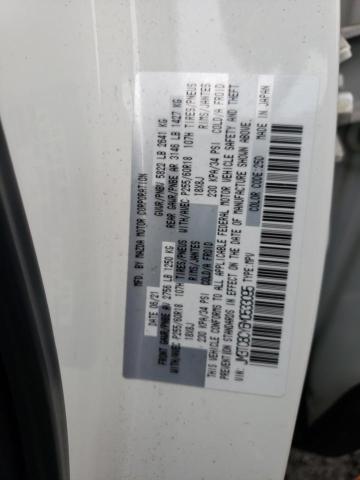 MFD. BY MAZDA MOTOR CORPORATION
DATE: 05/21 GVWR/PNBV 5822 LB 2641 KG
FRONT GAWR/PNBE A 2756 LB 1250 KG REAR GAWR/PNBE AR 3146 LB 1427 KG
WITH/AVEC P255/60R18 107H TIRES/PNEUS WITH/AVEC P255/60R18 107H TIRES/PNEUS
18X8J RIMS/JANTES 18X8J RIMS/JANTES
230 KPA/34 PSI COLD/A FROID 230 KPA/34 PSI COLD/A FROID
THIS VEHICLE CONFORMS TO ALL APPLICABLE FEDERAL MOTOR VEHICLE SAFETY AND THEFT
PREVENTION STANDARDS IN EFFECT ON THE DATE OF MANUFACTURE SHOWN ABOVE.
VIN: TYPE: MPV COLOR CODE: 25D MADE IN JAPAN